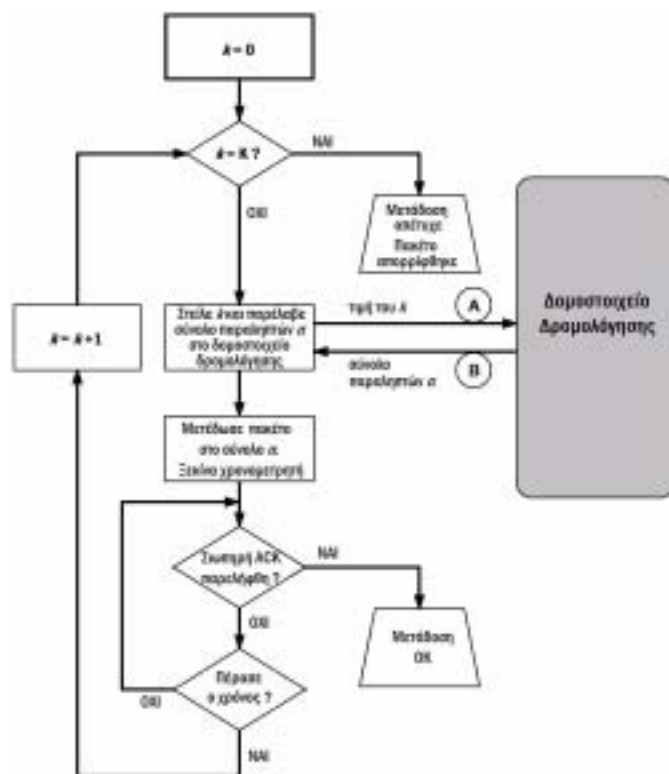 k = 0
k = K ?
ΝΑΙ
ΟΧΙ
Μετάδοση
απέτυχε
Πακέτο
απορρίφθηκε
k = k + 1
Στείλε k και παρέλαβε
σύνολο παραληπτών α
στο δομοστοιχείο
δρομολόγησης
τιμή του k
A
σύνολο
παραληπτών α
B
Δομοστοιχείο
Δρομολόγησης
Μετάδωσε πακέτο
στο σύνολο α
Ξεκίνα χρονομετρητή
Σιωπηρή ACK
παρελήφθη ?
ΝΑΙ
ΟΧΙ
Μετάδοση
OK
Πέρασε
ο χρόνος ?
ΟΧΙ
ΝΑΙ